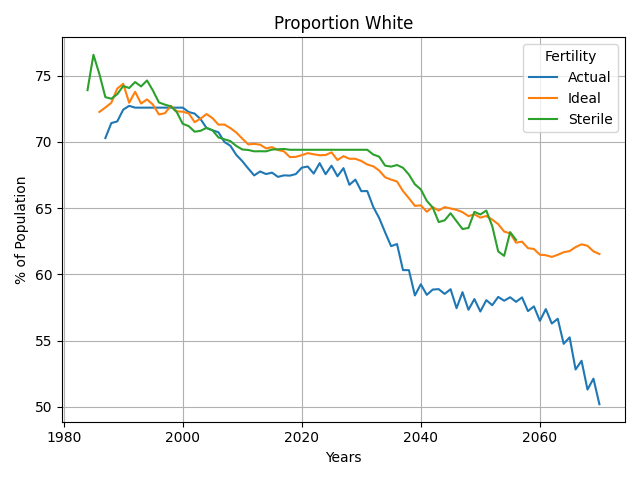 Proportion White
% of Population
75
70
65
60
55
50
1980
2000
2020
2040
2060
Years
Fertility
Actual
Ideal
Sterile